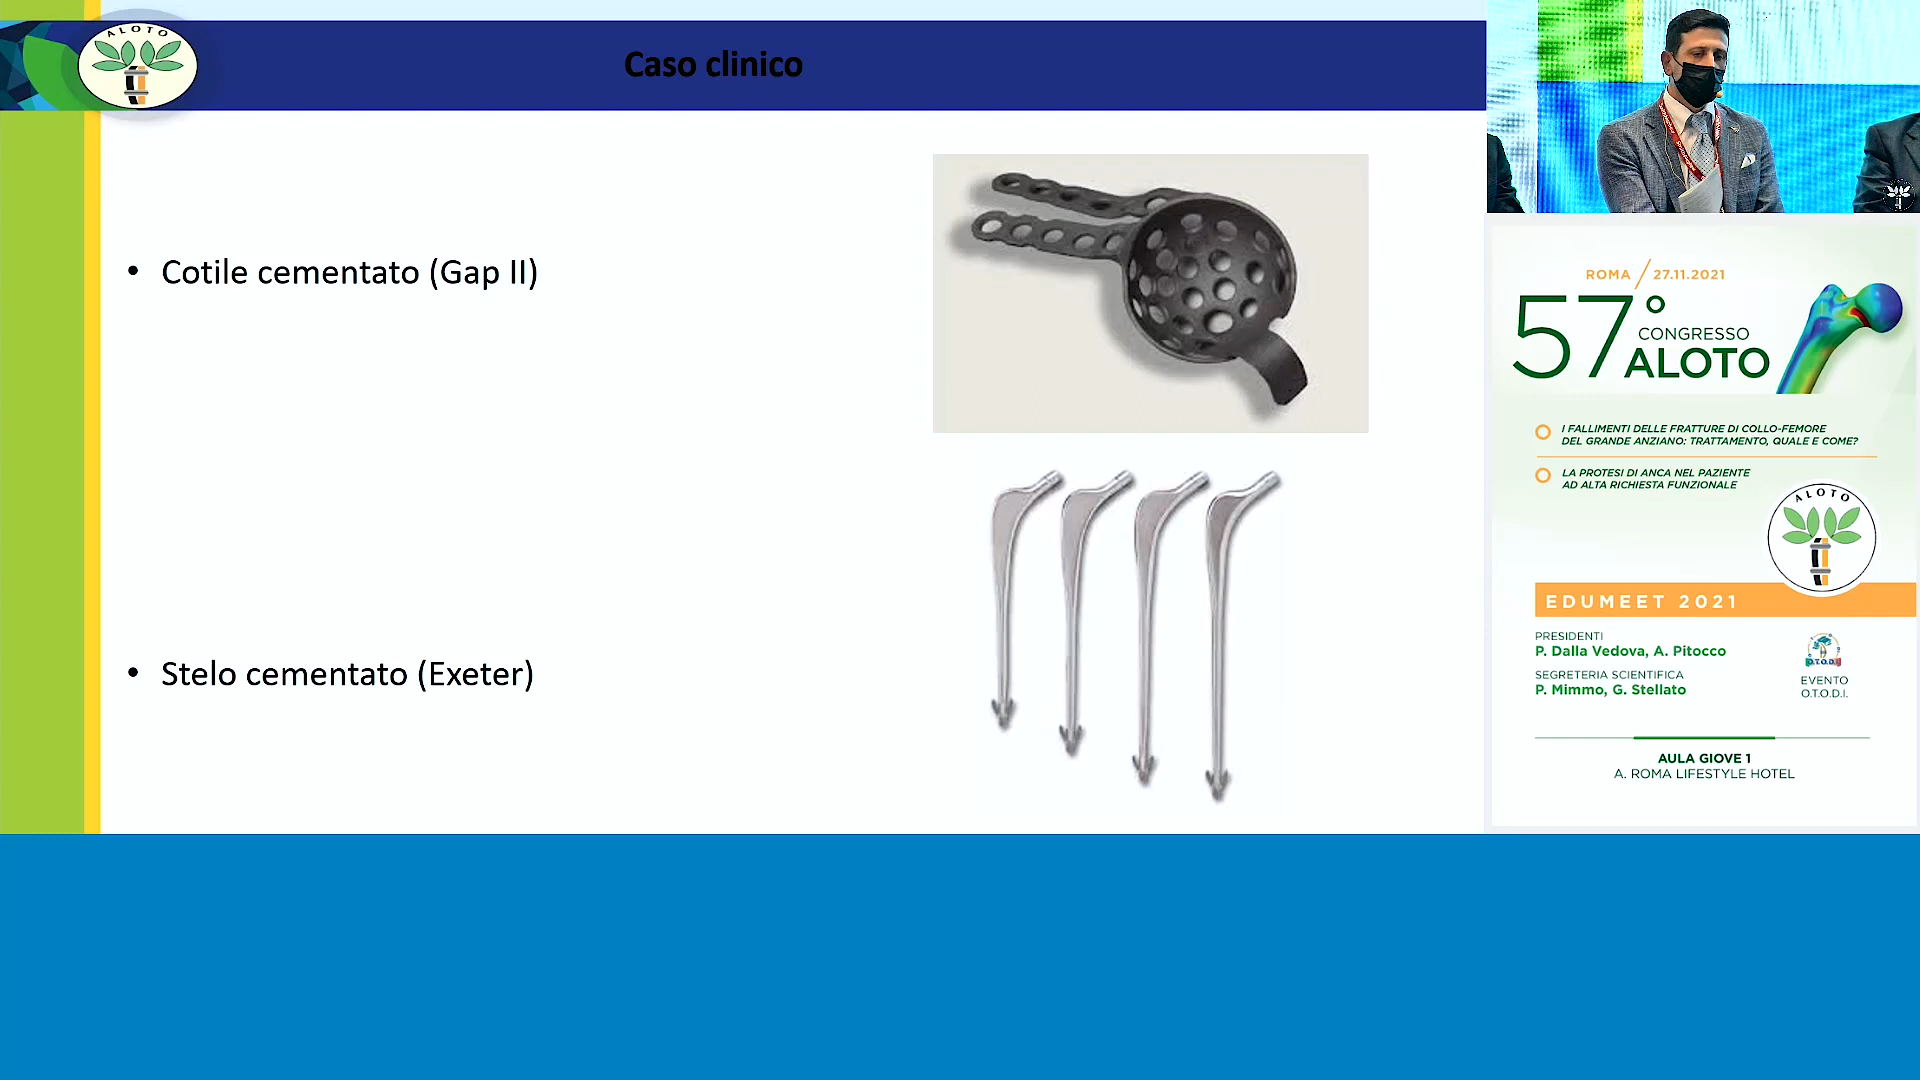 ALOTO
Caso clinico
• Cotile cementato (Gap II)
• Stelo cementato (Exeter)
ROMA / 27.11.2021
57° CONGRESSO
ALOTO
I FALLIMENTI DELLE FRATTURE DI COLLO-FEMORE
DEL GRANDE ANZIANO: TRATTAMENTO, QUALE E COME?
LA PROTESI DI ANCA NEL PAZIENTE
AD ALTA RICHIESTA FUNZIONALE
ALOTO
EDUMEET 2021
PRESIDENTI
P. Dalla Vedova, A. Pitocco
SEGRETERIA SCIENTIFICA
P. Mimmo, G. Stellato
O.T.O.D.I.
EVENTO
O.T.O.D.I.
AULA GIOVE 1
A. ROMA LIFESTYLE HOTEL